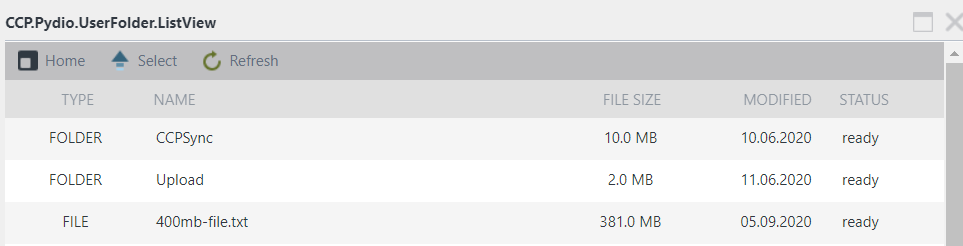 CCP.Pydio.UserFolder.ListView
Home Select Refresh
TYPE NAME FILE SIZE MODIFIED STATUS
FOLDER CCPSync 10.0 MB 10.06.2020 ready
FOLDER Upload 2.0 MB 11.06.2020 ready
FILE 400mb-file.txt 381.0 MB 05.09.2020 ready